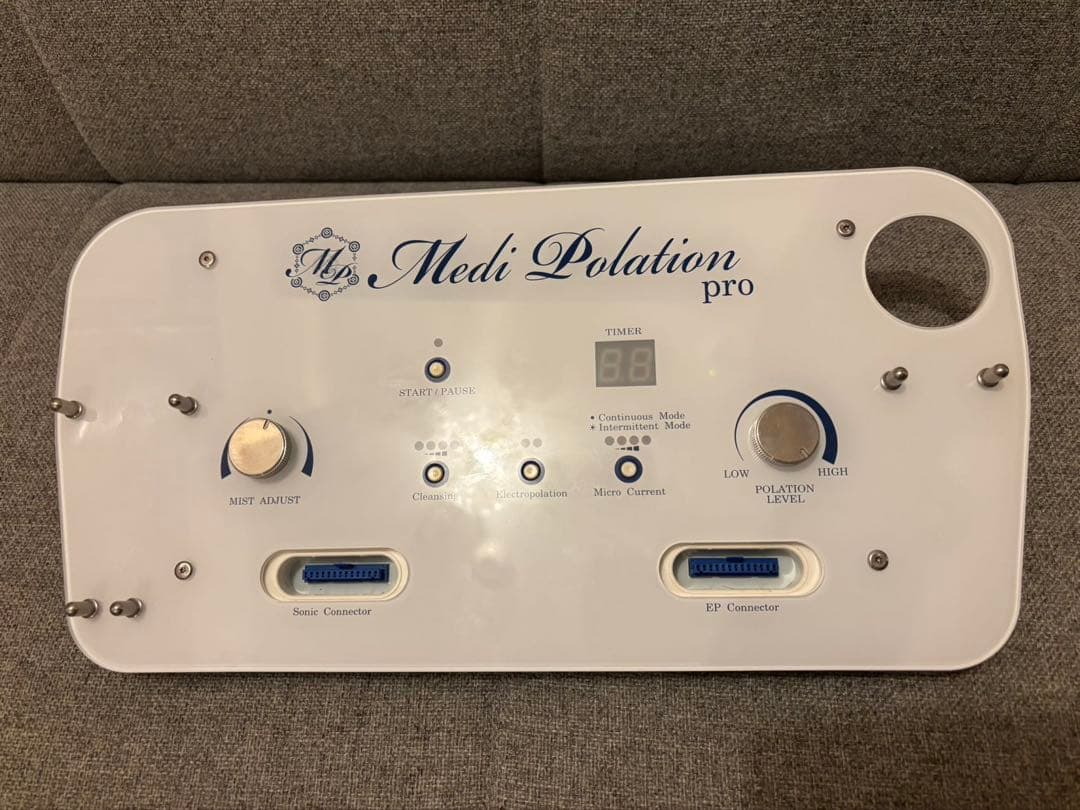 MP Medi Polation
pro
TIMER
88
START / PAUSE
• Continuous Mode
* Intermittent Mode
MIST ADJUST
Cleansing
Electropolation
Micro Current
LOW
HIGH
POLATION
LEVEL
Sonic Connector
EP Connector